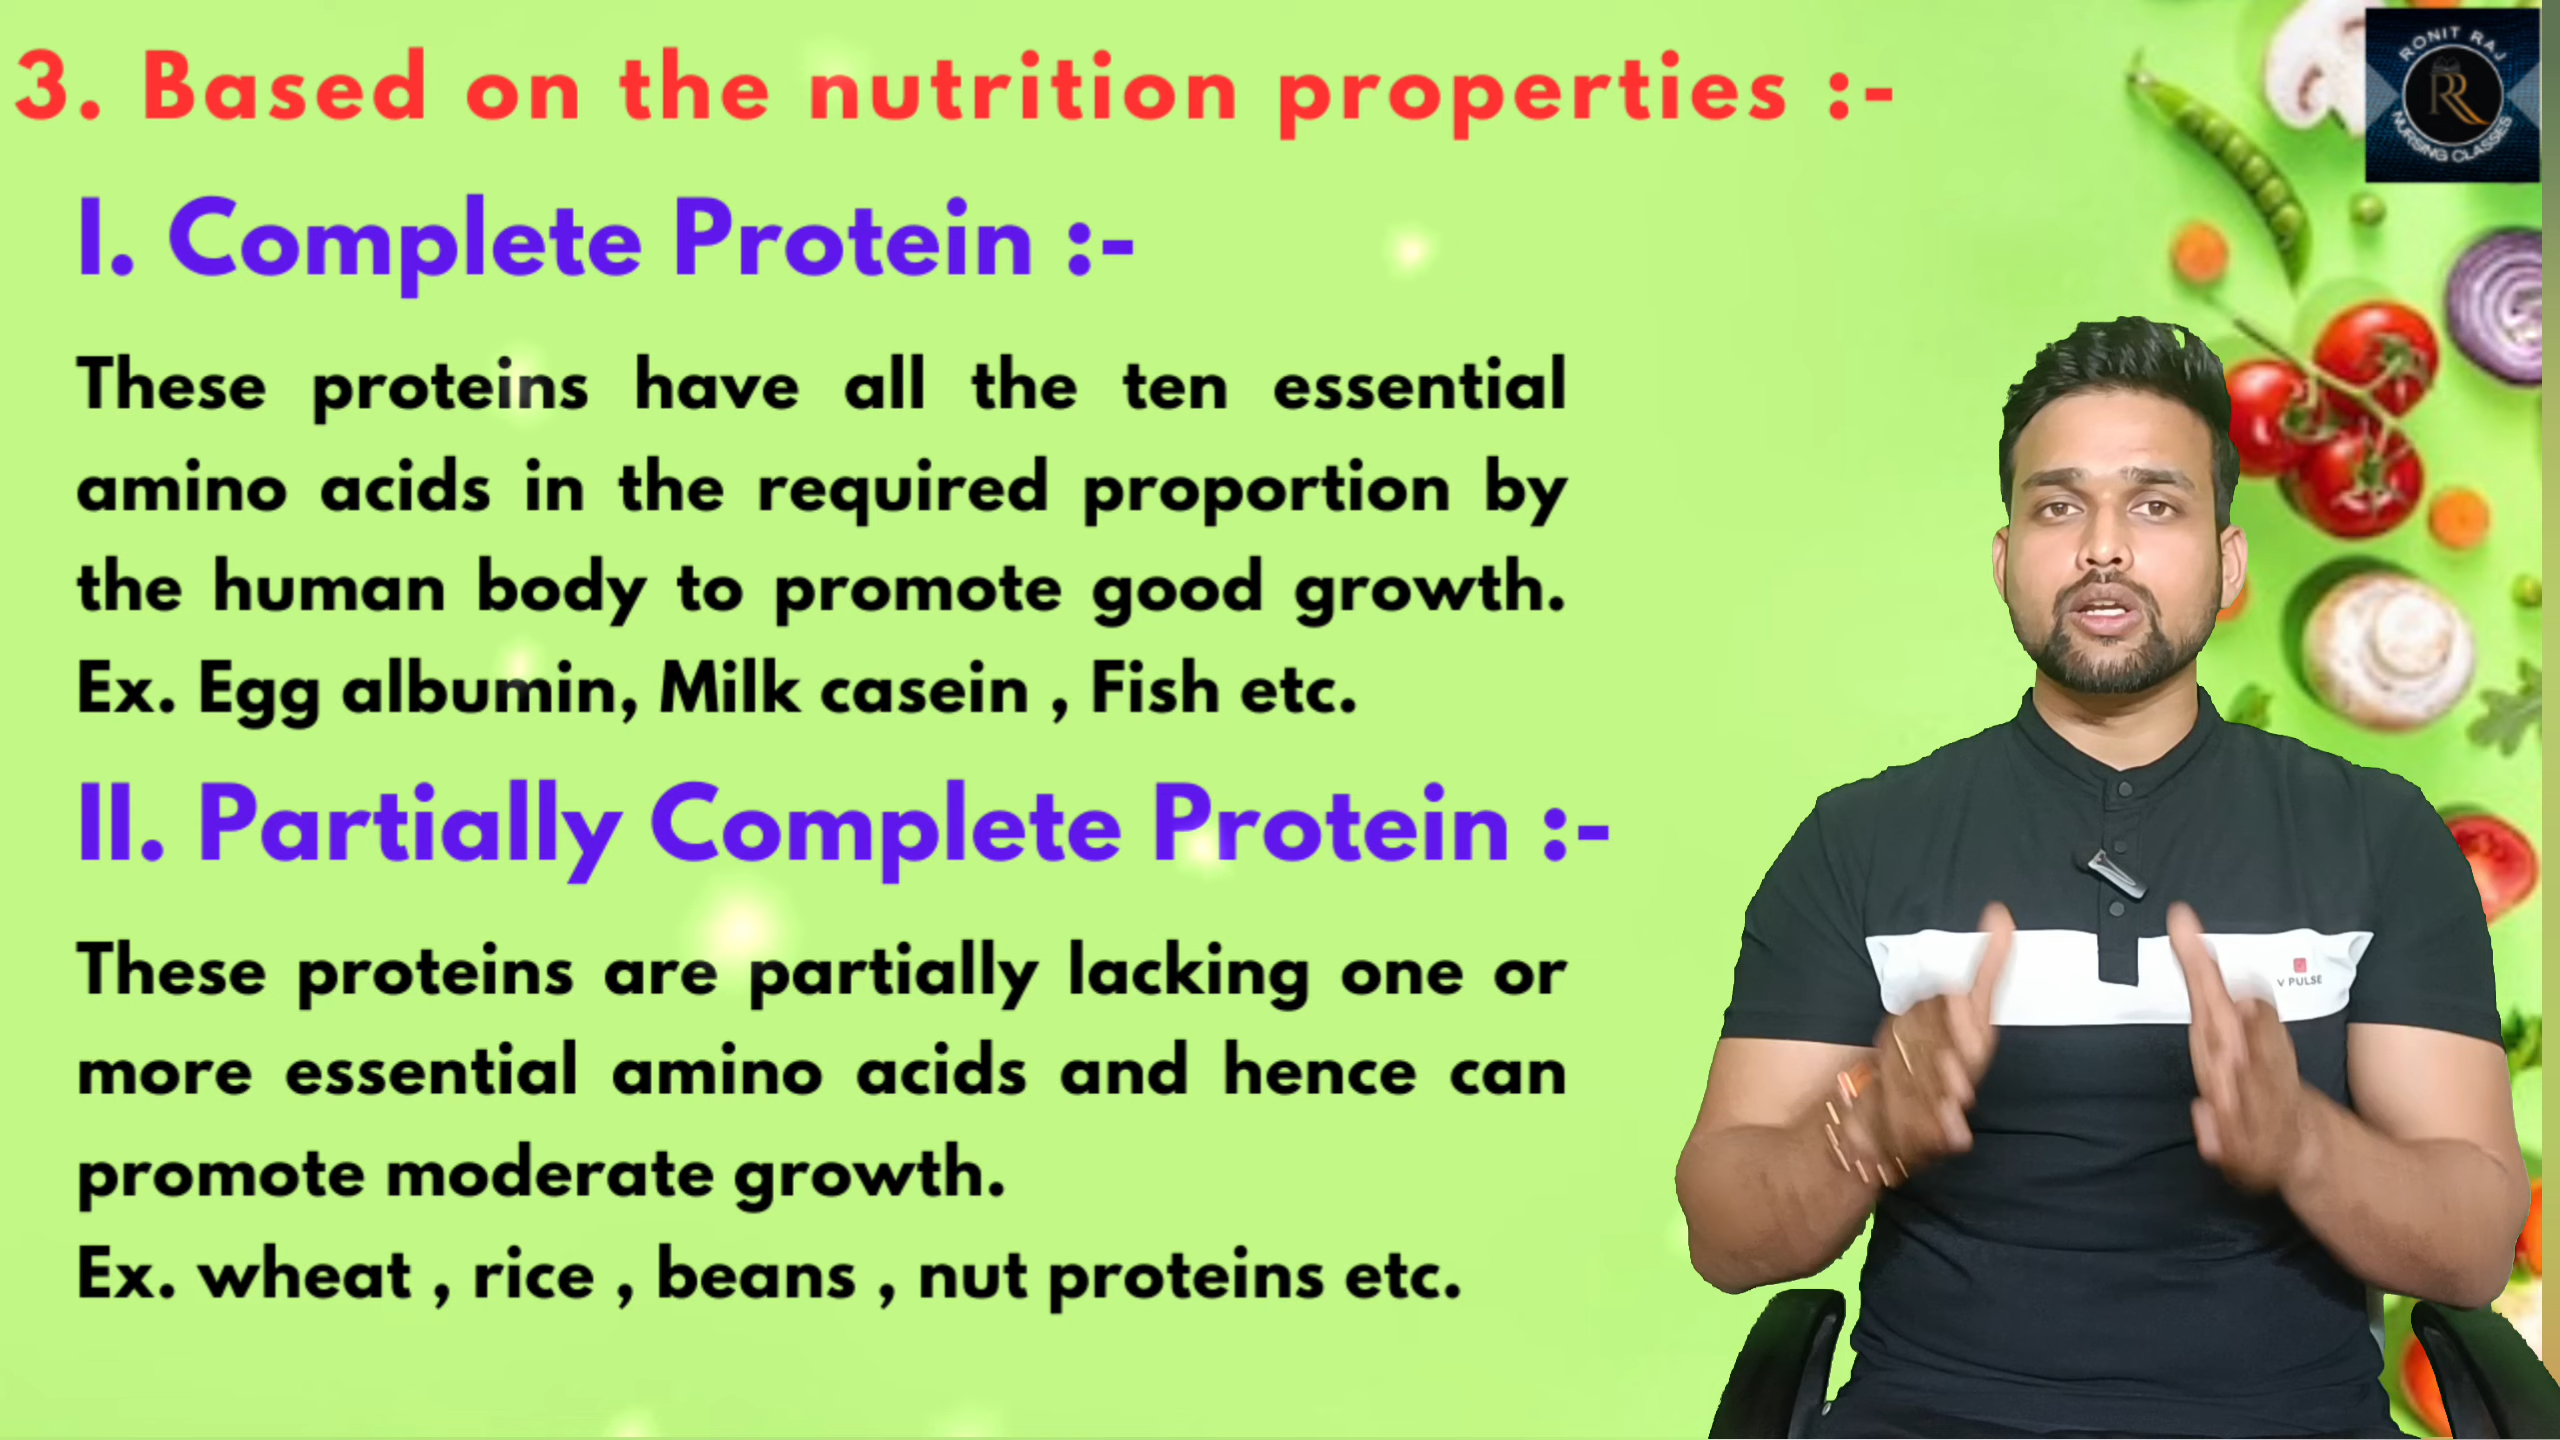 3. Based on the nutrition properties :-
I. Complete Protein :-
These proteins have all the ten essential
amino acids in the required proportion by
the human body to promote good growth.
Ex. Egg albumin, Milk casein , Fish etc.
II. Partially Complete Protein :-
These proteins are partially lacking one or
more essential amino acids and hence can
promote moderate growth.
Ex. wheat , rice , beans , nut proteins etc.
RONIT RAJ
RR
NURSING CLASSES
V PULSE